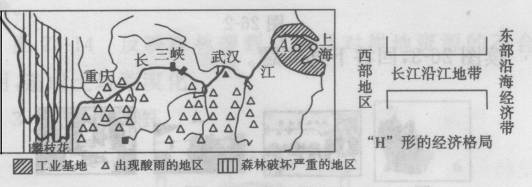 重庆
长
三峡
武汉
江
A
上海
攀枝花
工业基地 出现酸雨的地区 森林破坏严重的地区
西部地区
长江沿江地带
东部沿海经济带
"H"形的经济格局